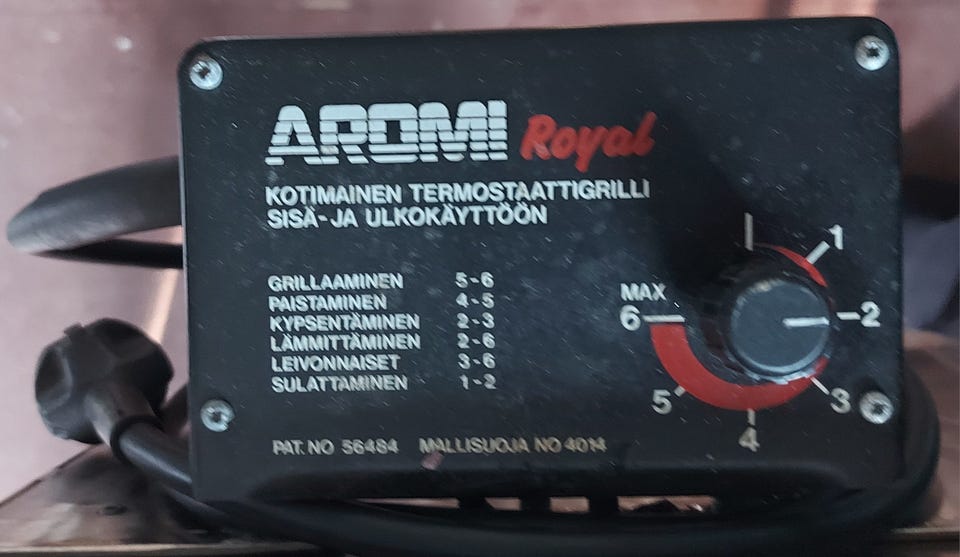 AROMI Royal
KOTIMAINEN TERMOSTAATTIGRILLI
SISÄ-JA ULKOKÄYTTÖÖN
GRILLAAMINEN 5-6
PAISTAMINEN 4-5
KYPSENTÄMINEN 2-3
LÄMMITTÄMINEN 2-6
LEIVONNAISET 3-6
SULATTAMINEN 1-2
PAT. NO 56484 MALLISUOJA NO 4014
1
2
3
4
5
MAX
6